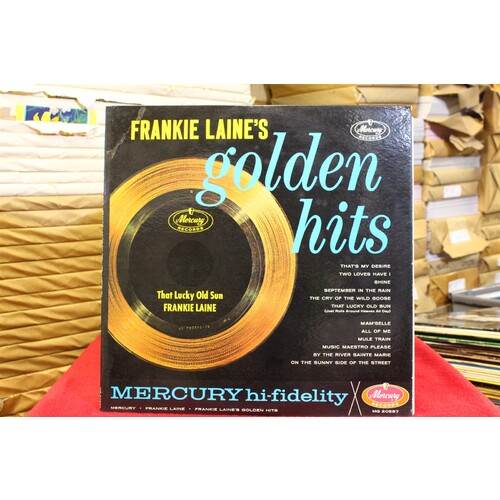 FRANKIE LAINE'S
golden
hits
Mercury
RECORDS
Mercury
RECORDS
That Lucky Old Sun
FRANKIE LAINE
THAT'S MY DESIRE
TWO LOVES HAVE I
SHINE
SEPTEMBER IN THE RAIN
THE CRY OF THE WILD GOOSE
THAT LUCKY OLD SUN
(Just Rolls Around Heaven All Day)
MAM'SELLE
ALL OF ME
MULE TRAIN
MUSIC MAESTRO PLEASE
BY THE RIVER SAINTE MARIE
ON THE SUNNY SIDE OF THE STREET
MERCURY hi-fidelity
Mercury
RECORDS
MG 20587
MERCURY • FRANKIE LAINE • FRANKIE LAINE'S GOLDEN HITS